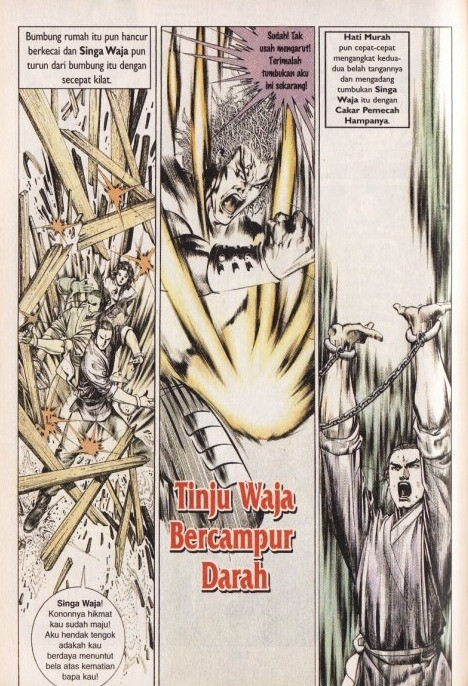 Bumbung rumah itu pun hancur
berkecai dan Singa Waja pun
turun dari bumbung itu dengan
secepat kilat.
Singa Waja!
Kononnya hikmat
kau sudah maju!
Aku hendak tengok
adakah kau
berdaya menuntut
bela atas kematian
bapa kau!
Sudah! Tak
usah mengarut!
Terimalah
tumbukan aku
ini sekarang!
Tinju Waja
Bercampur
Darah
Hati Murah
pun cepat-cepat
mengangkat kedua-
dua belah tangannya
dan mengadang
tumbukan Singa
Waja itu dengan
Cakar Pemecah
Hampanya.